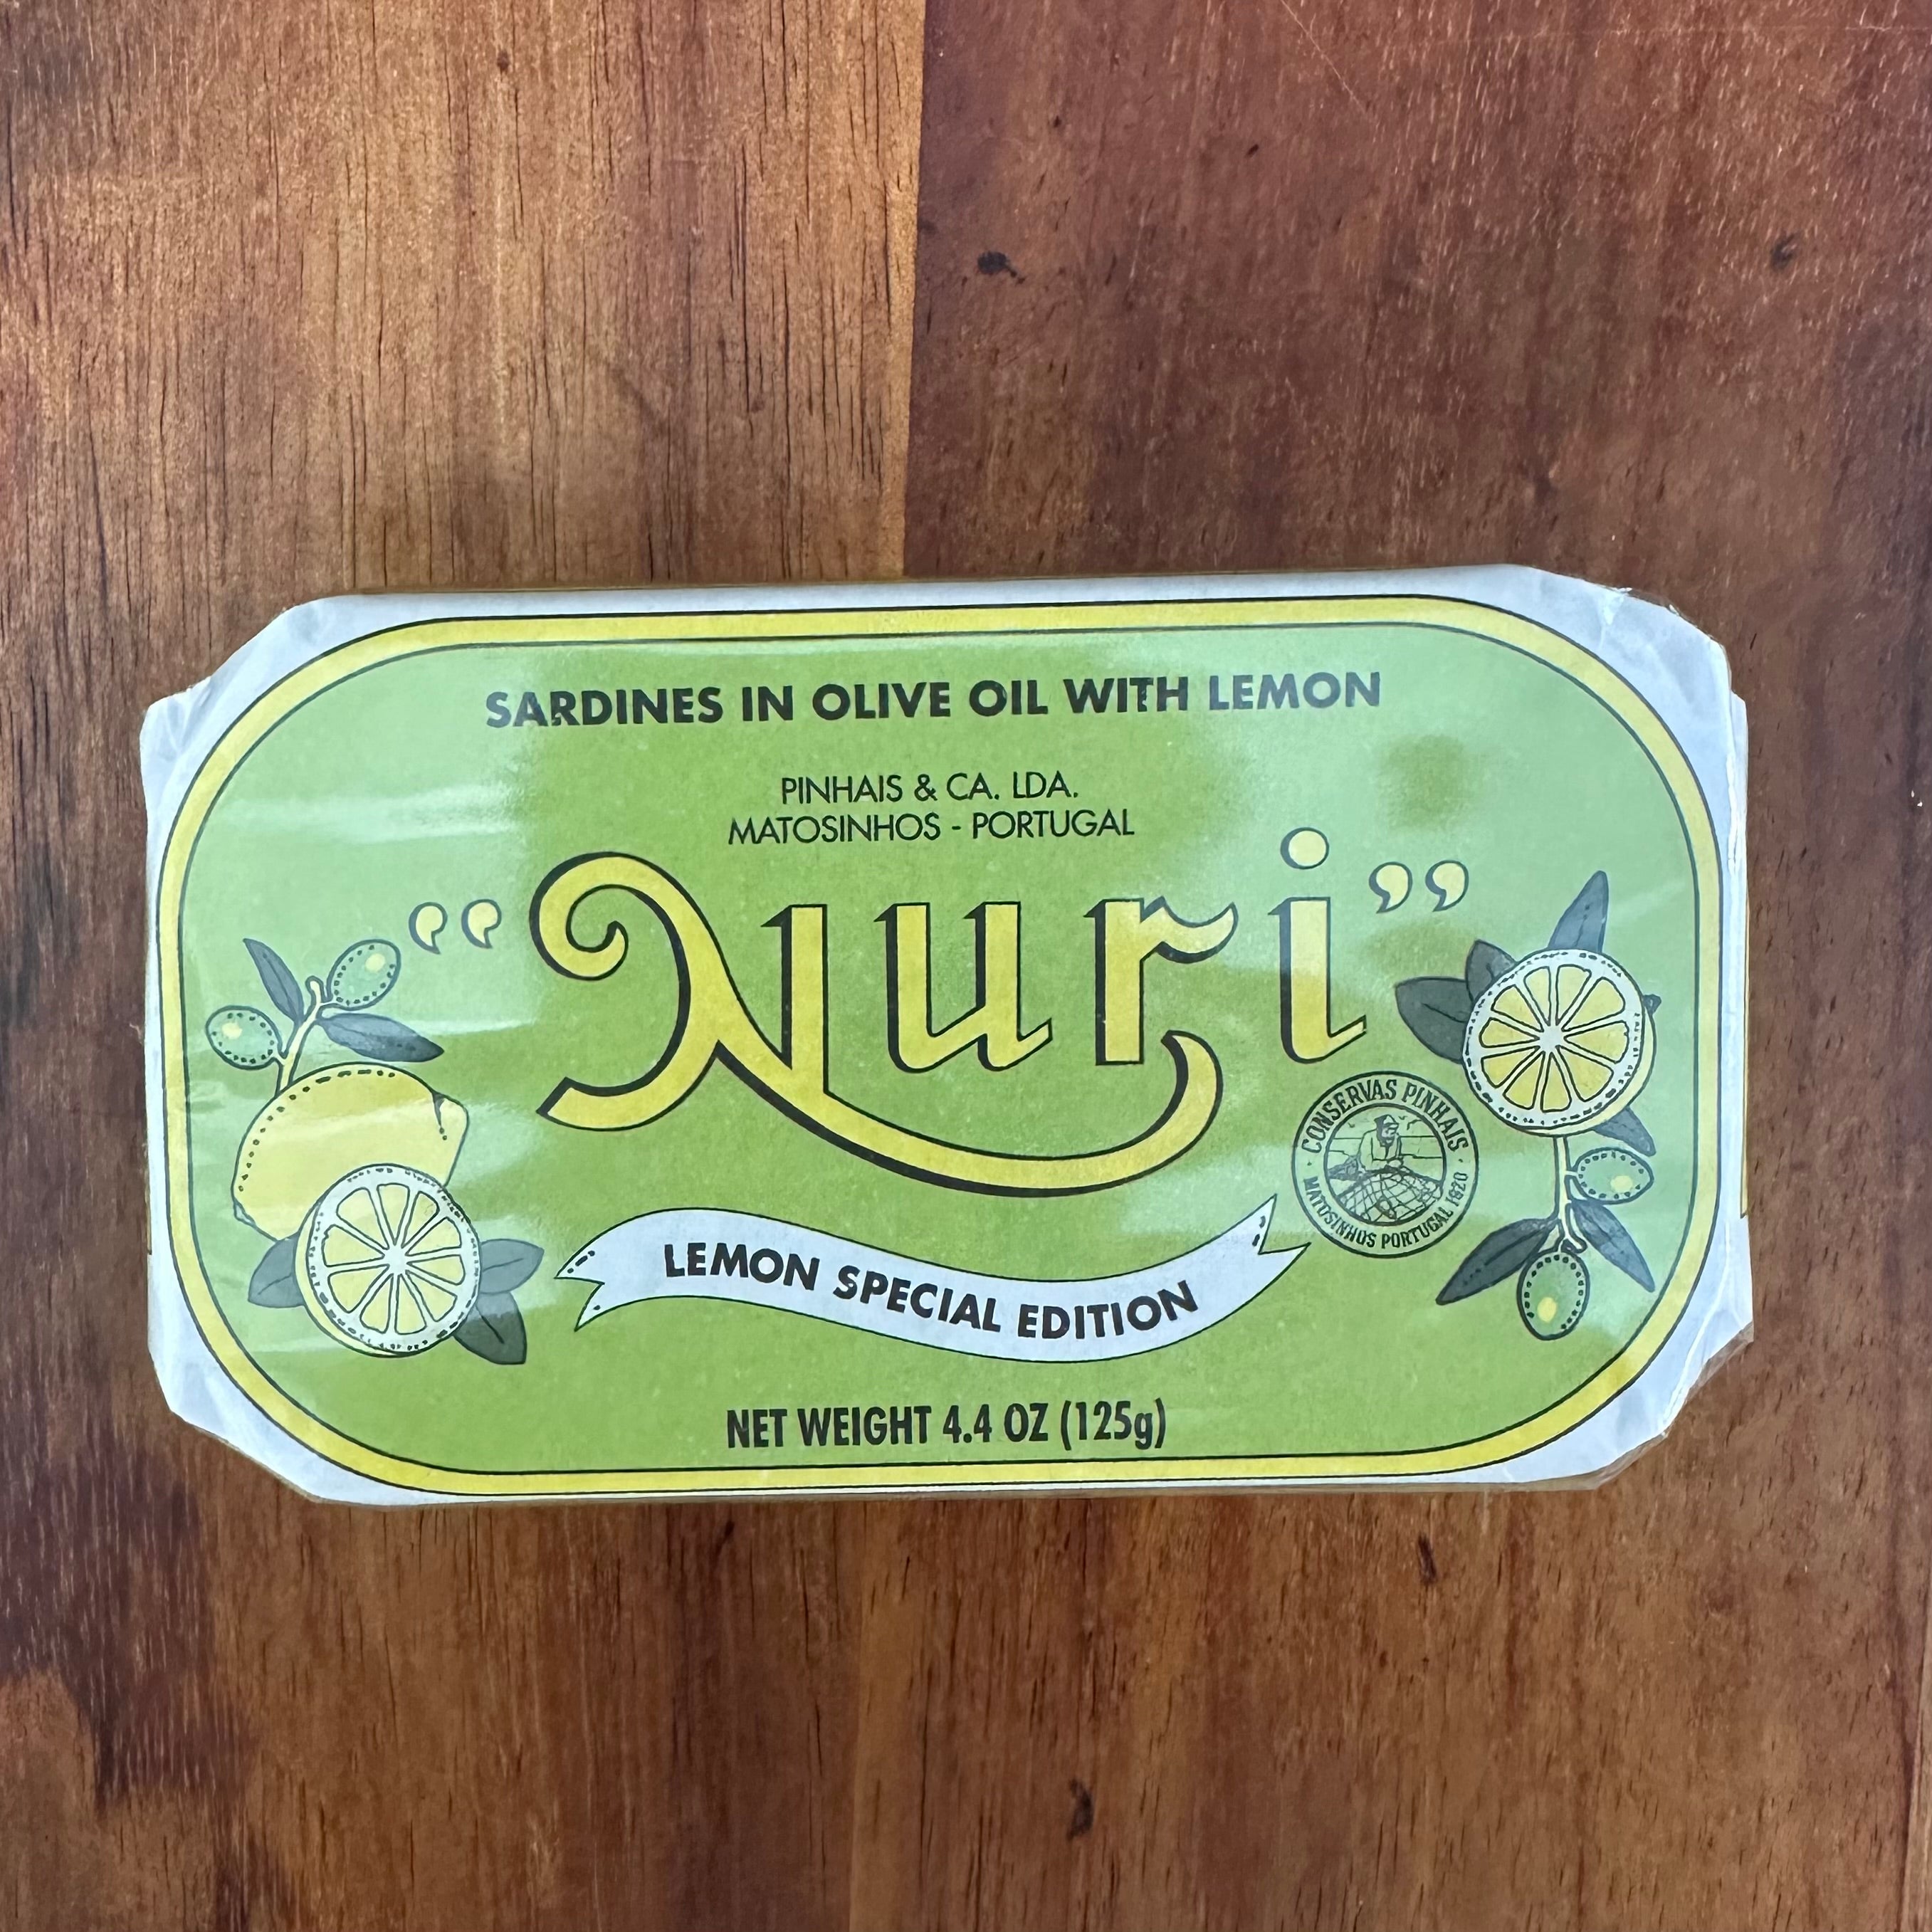 SARDINES IN OLIVE OIL WITH LEMON
PINHAIS & CA. LDA.
MATOSINHOS - PORTUGAL
“Nuri”
CONSERVAS PINHAIS
MATOSINHOS PORTUGAL 1920
LEMON SPECIAL EDITION
NET WEIGHT 4.4 OZ (125g)